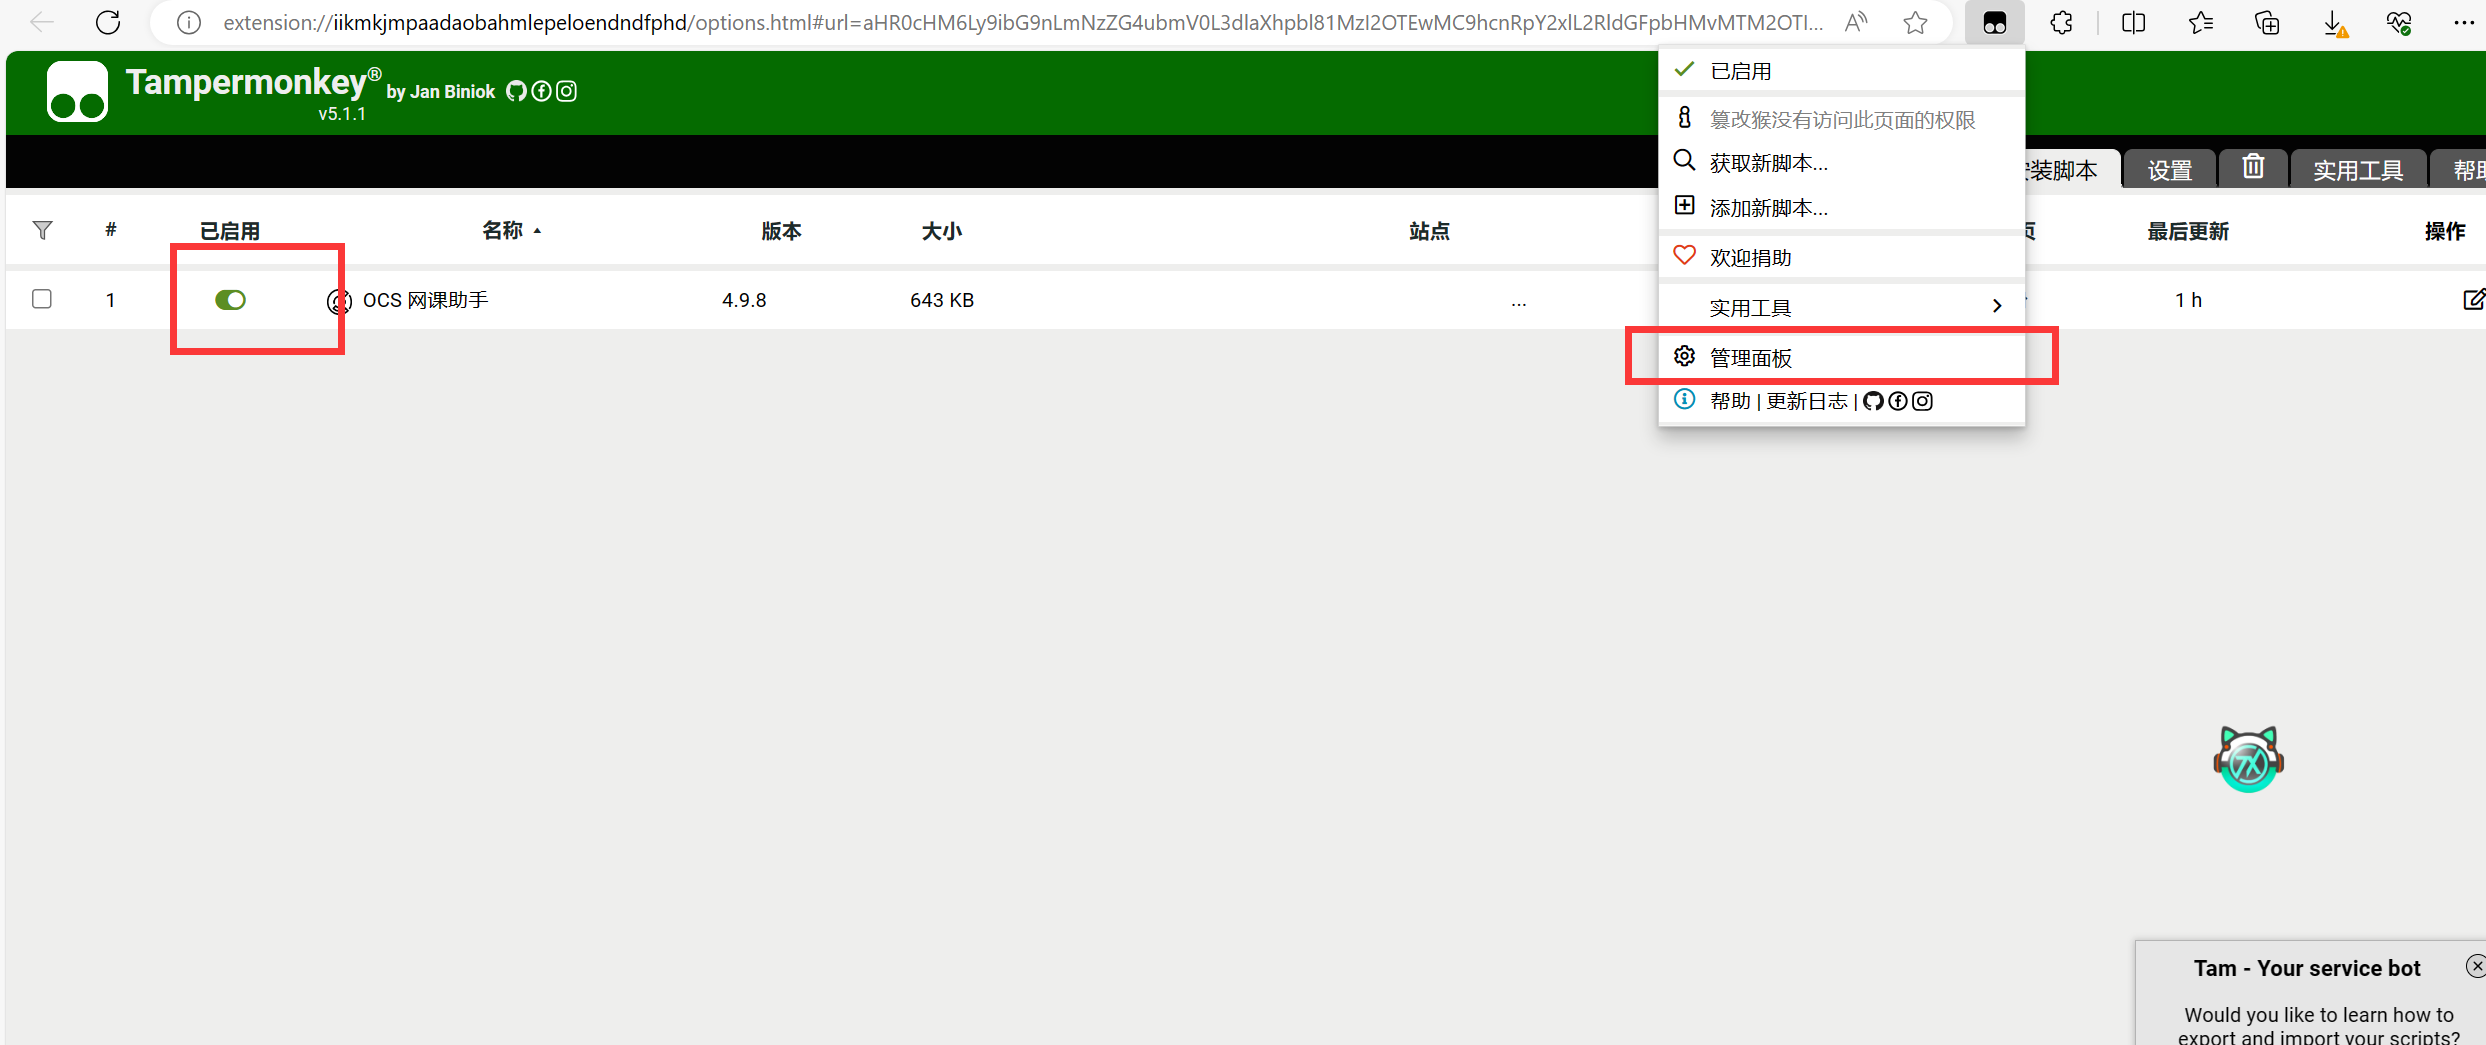 extension://iikmkjmpaadaobahmlepeloendndfphd/options.html#url=aHR0cHM6Ly9ibG9nLmNzZG4ubmV0L3dlaXhpbl81MzI2OTEwMC9hcnRpY2xlL2RldGFpbHMvMTM2OTI...
Tampermonkey®
by Jan Biniok
v5.1.1
已启用
篡改猴没有访问此页面的权限
获取新脚本...
添加新脚本...
欢迎捐助
实用工具
管理面板
帮助 | 更新日志 |
装脚本
设置
实用工具
帮助
#
已启用
名称
版本
大小
站点
页
最后更新
操作
1
OCS 网课助手
4.9.8
643 KB
...
1 h
Tam - Your service bot
Would you like to learn how to
export and import your scripts?